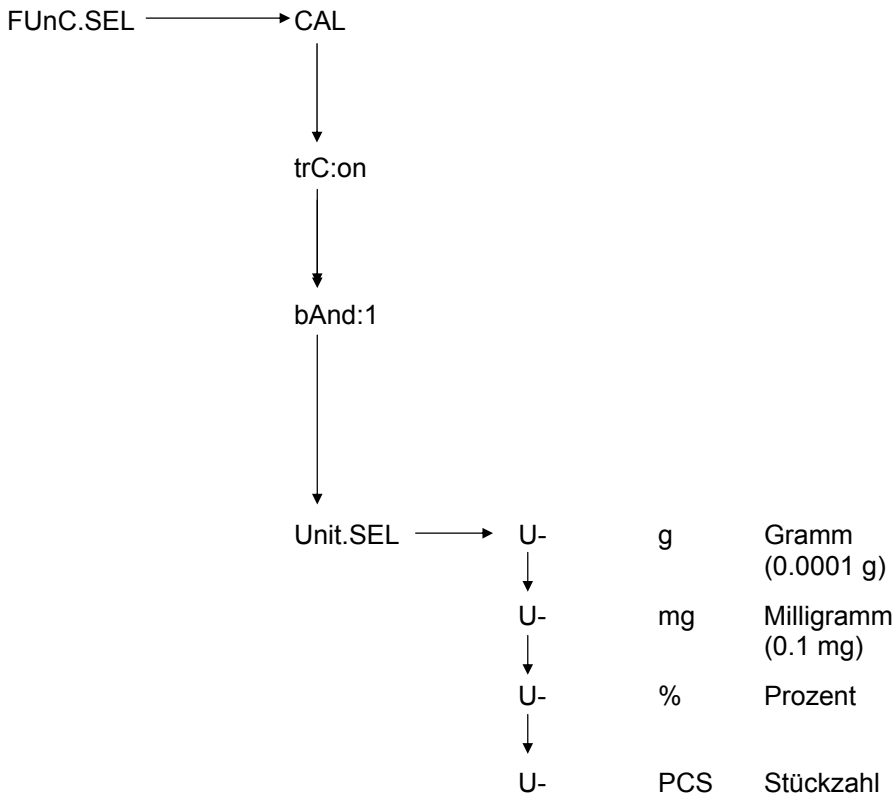 FUnC.SEL CAL
trC:on
bAnd:1
Unit.SEL U- g Gramm
(0.0001 g)
U- mg Milligramm
(0.1 mg)
U- % Prozent
U- PCS Stückzahl